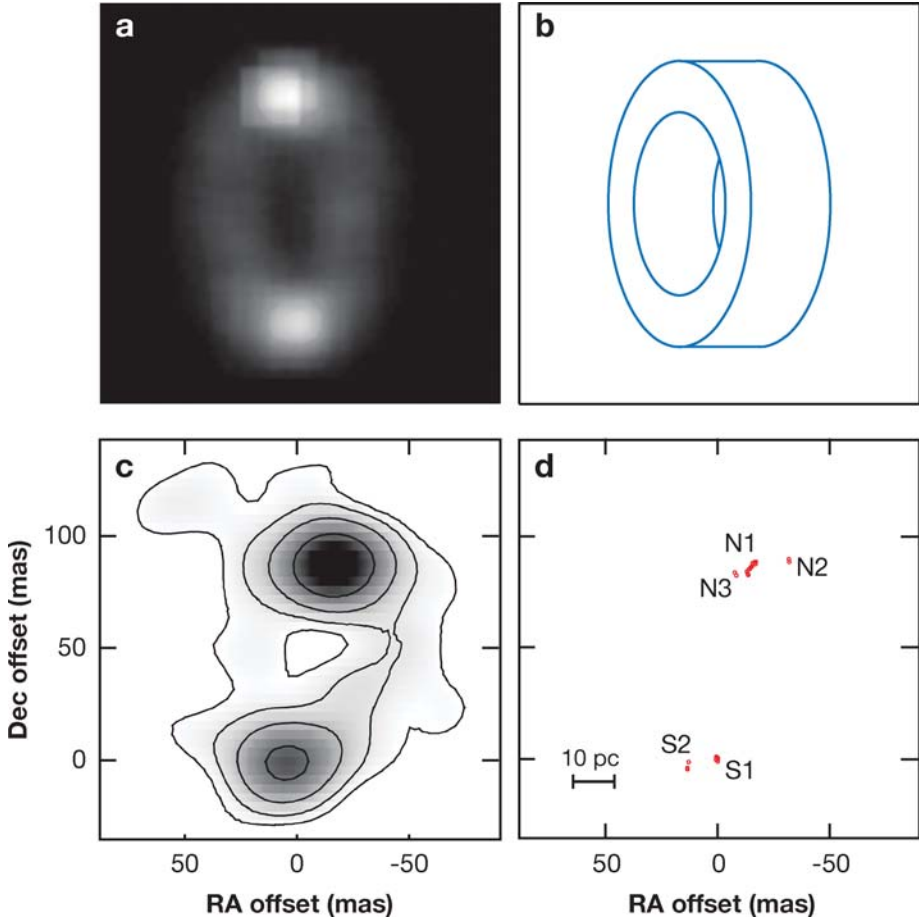 a
b
c
100
50
0
Dec offset (mas)
50
0
-50
RA offset (mas)
d
N1
N2
N3
S2
S1
10 pc
50
0
-50
RA offset (mas)